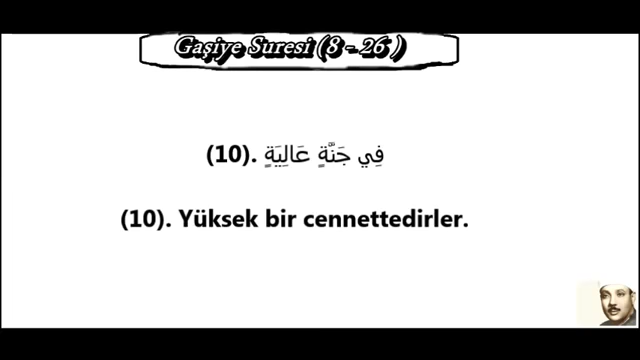 Gaşiye Suresi (8 - 26 )
(10). فِي جَنَّةٍ عَالِيَةٍ
(10). Yüksek bir cennettedirler.